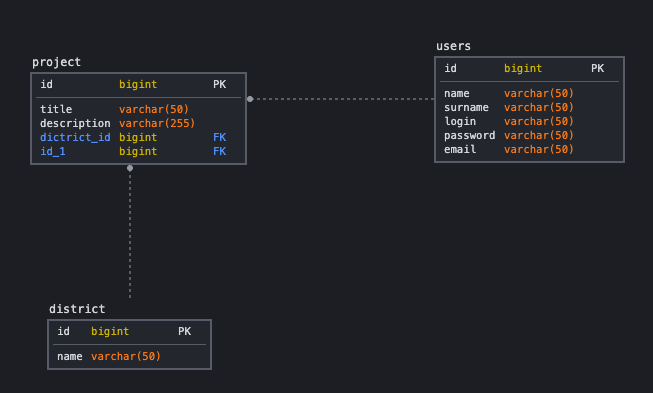 project
id bigint PK
title varchar(50)
description varchar(255)
dictrict_id bigint FK
id_1 bigint FK
users
id bigint PK
name varchar(50)
surname varchar(50)
login varchar(50)
password varchar(50)
email varchar(50)
district
id bigint PK
name varchar(50)